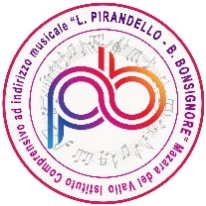 Istituto Comprensivo ad indirizzo musicale "L. PIRANDELLO - B. BONSIGNORE" Mazara del Vallo
pb